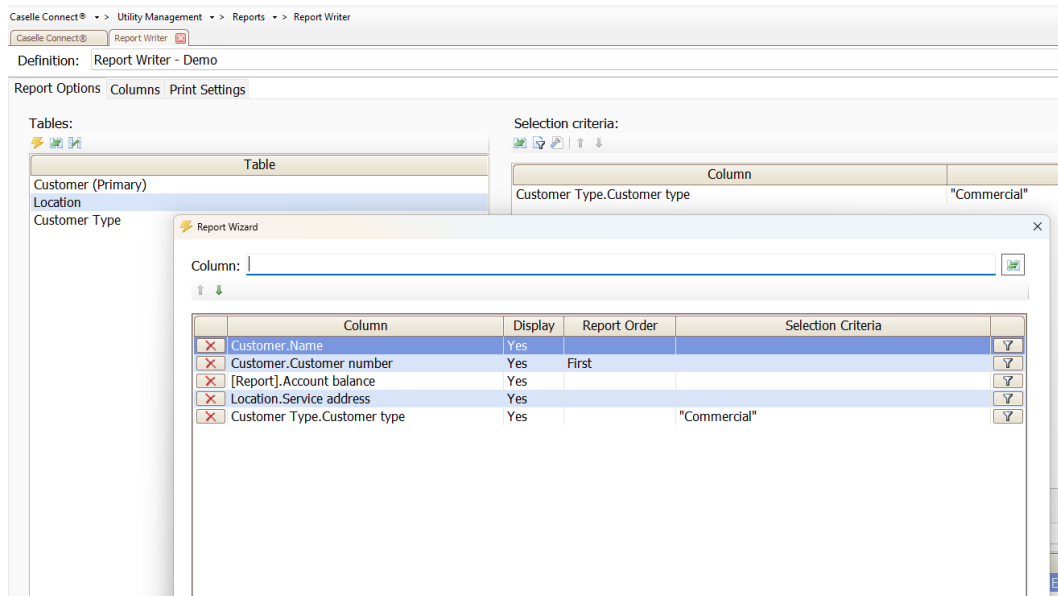 Caselle Connect® > Utility Management > Reports > Report Writer
Caselle Connect® Report Writer
Definition: Report Writer - Demo
Report Options Columns Print Settings
Tables:
Table
Customer (Primary)
Location
Customer Type
Selection criteria:
Column
Customer Type.Customer type "Commercial"
Report Wizard
Column:
Column Display Report Order Selection Criteria
Customer.Name Yes
Customer.Customer number Yes First
[Report].Account balance Yes
Location.Service address Yes
Customer Type.Customer type Yes "Commercial"